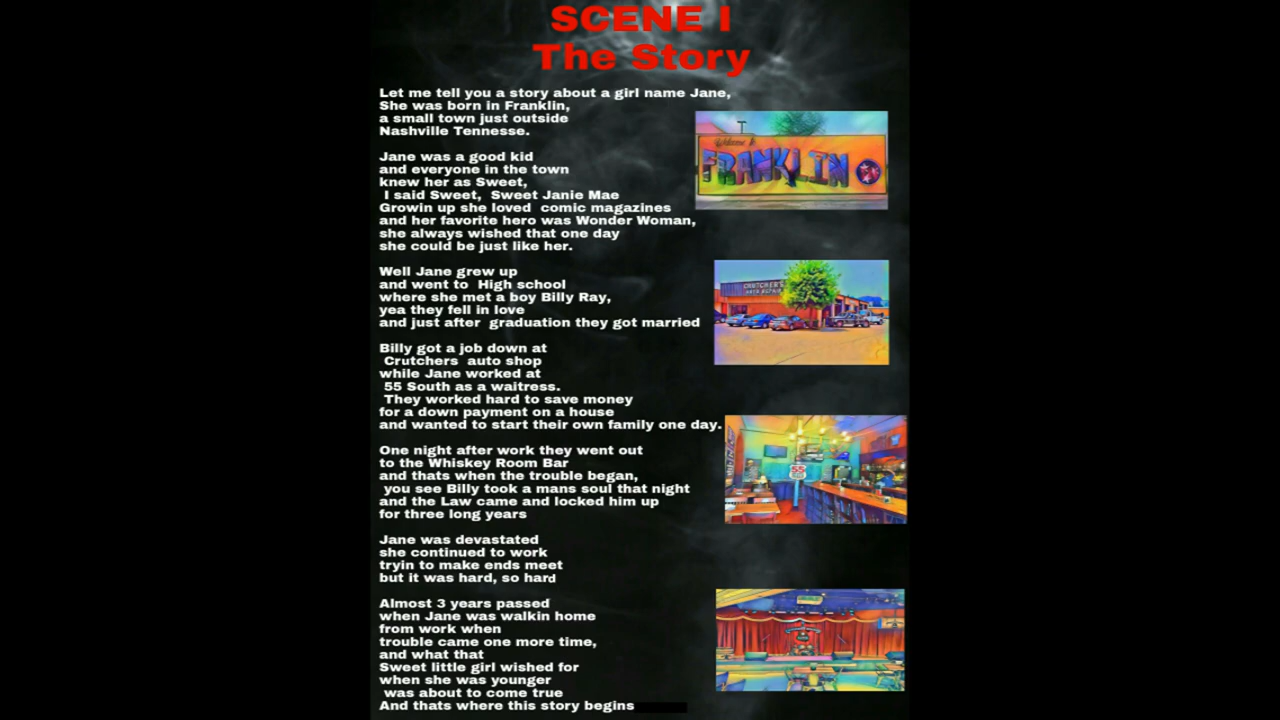 SCENE I
The Story
Let me tell you a story about a girl name Jane,
She was born in Franklin,
a small town just outside
Nashville Tennesse.
Jane was a good kid
and everyone in the town
knew her as Sweet,
I said Sweet, Sweet Janie Mae
Growin up she loved comic magazines
and her favorite hero was Wonder Woman,
she always wished that one day
she could be just like her.
Well Jane grew up
and went to High school
where she met a boy Billy Ray,
yea they fell in love
and just after graduation they got married
Billy got a job down at
Crutchers auto shop
while Jane worked at
55 South as a waitress.
They worked hard to save money
for a down payment on a house
and wanted to start their own family one day.
One night after work they went out
to the Whiskey Room Bar
and thats when the trouble began,
you see Billy took a mans soul that night
and the Law came and locked him up
for three long years
Jane was devastated
she continued to work
tryin to make ends meet
but it was hard, so hard
Almost 3 years passed
when Jane was walkin home
from work when
trouble came one more time,
and what that
Sweet little girl wished for
when she was younger
was about to come true
And thats where this story begins
Welcome to
FRANKLIN
CRUTCHER'S
AUTO REPAIR
55